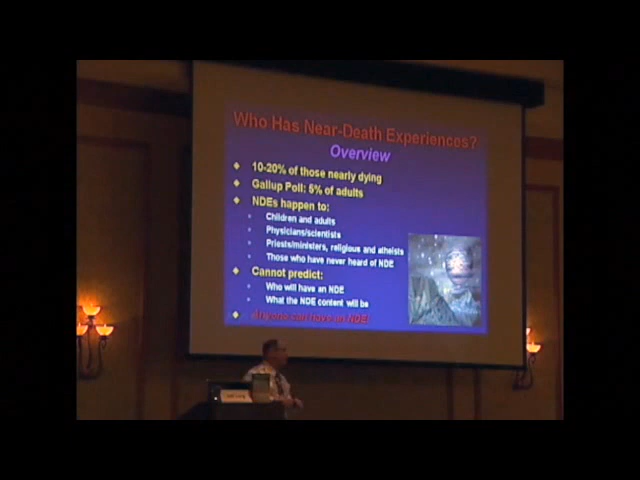 Who Has Near-Death Experiences?
Overview
10-20% of those nearly dying
Gallup Poll: 5% of adults
NDEs happen to:
Children and adults
Physicians/scientists
Priests/ministers, religious and atheists
Those who have never heard of NDE
Cannot predict:
Who will have an NDE
What the NDE content will be
Anyone can have an NDE!